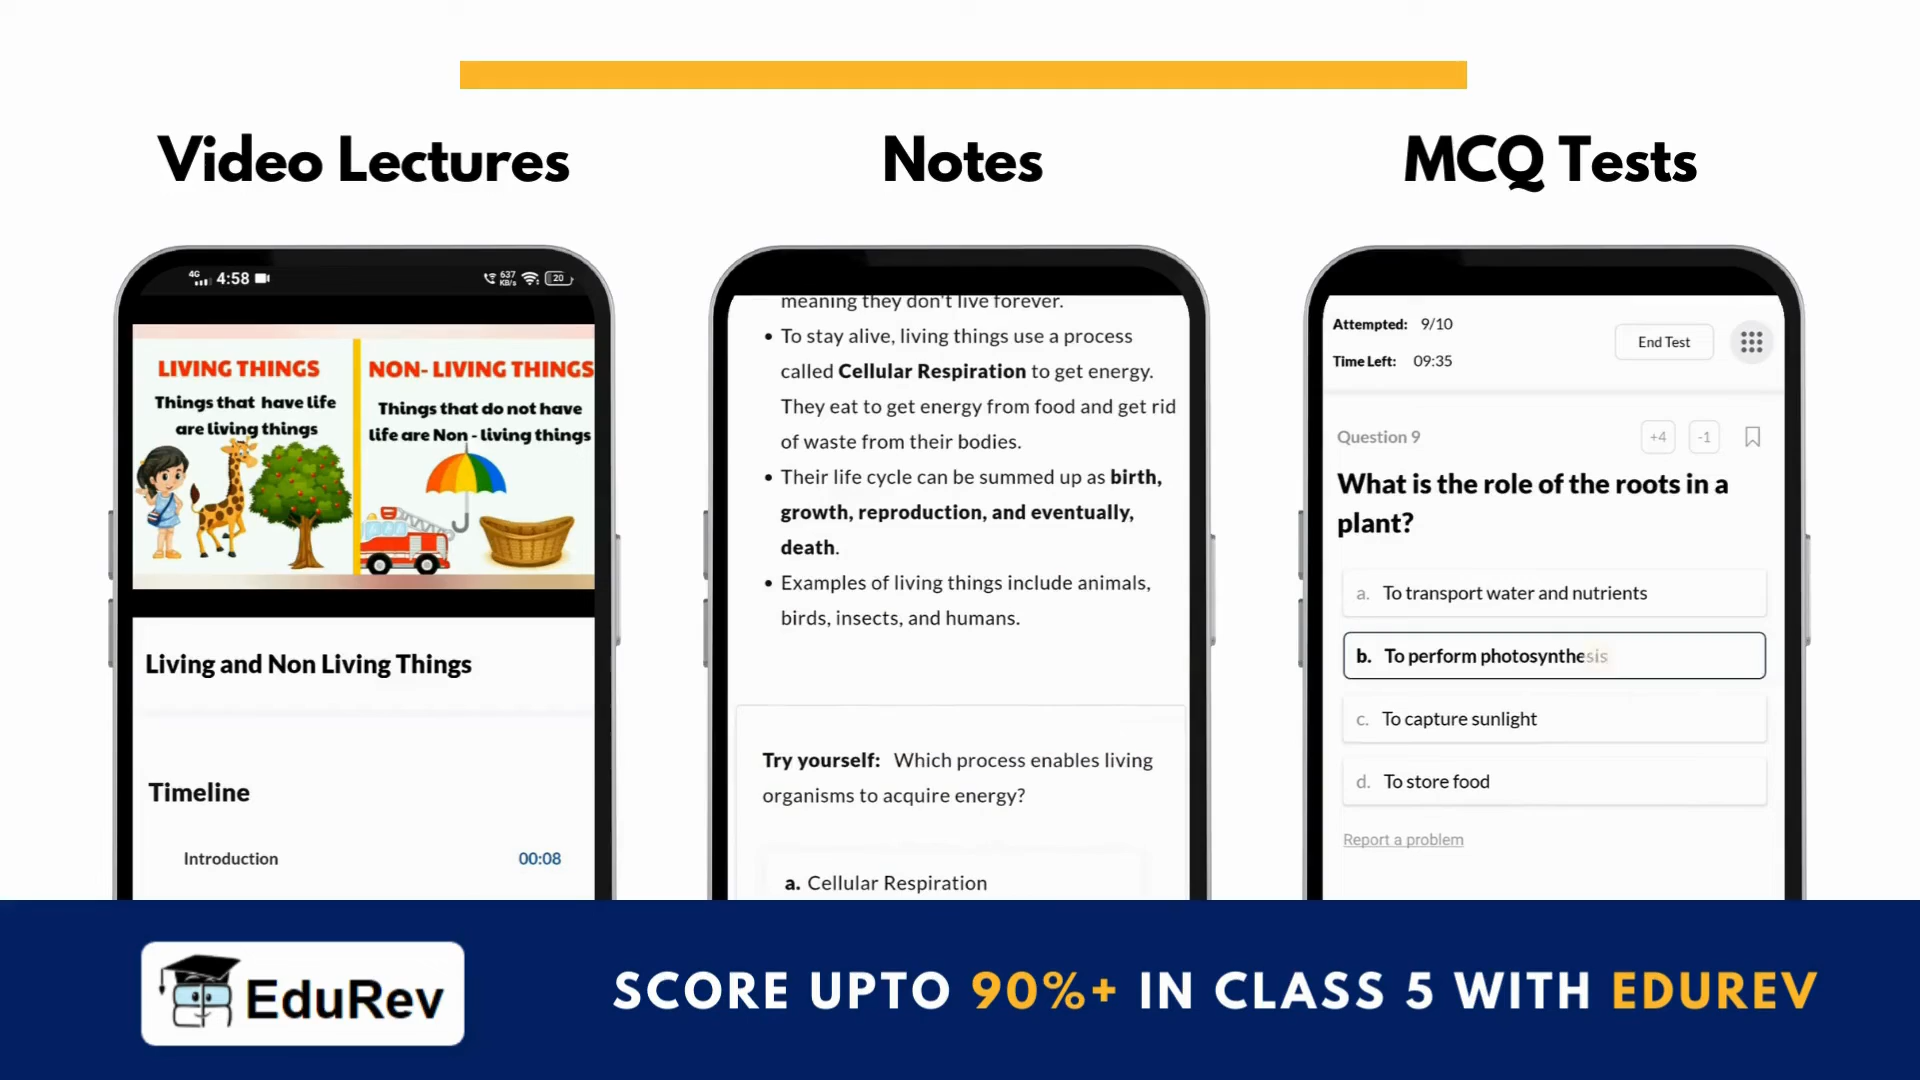 Video Lectures
Notes
MCQ Tests
4G 4:58
637 KB/s
20
LIVING THINGS
Things that have life
are living things
NON- LIVING THINGS
Things that do not have
life are Non - living things
Living and Non Living Things
Timeline
Introduction 00:08
meaning they don't live forever.
• To stay alive, living things use a process
called Cellular Respiration to get energy.
They eat to get energy from food and get rid
of waste from their bodies.
• Their life cycle can be summed up as birth,
growth, reproduction, and eventually,
death.
• Examples of living things include animals,
birds, insects, and humans.
Try yourself: Which process enables living
organisms to acquire energy?
a. Cellular Respiration
Attempted: 9/10
Time Left: 09:35
End Test
Question 9
+4 -1
What is the role of the roots in a
plant?
a. To transport water and nutrients
b. To perform photosynthesis
c. To capture sunlight
d. To store food
Report a problem
EduRev
SCORE UPTO 90%+ IN CLASS 5 WITH EDUREV